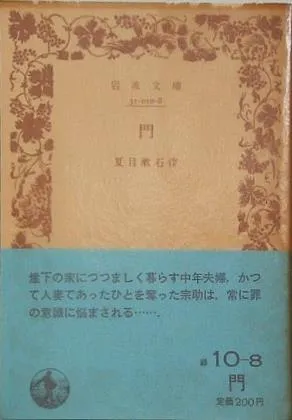 岩波文庫
31-010-8
門
夏目漱石作
崖下の家につつましく暮らす中年夫婦，かつ
て人妻であったひとを奪った宗助は，常に罪
の意識に悩まされる…….
緑 10-8
門
定価200円